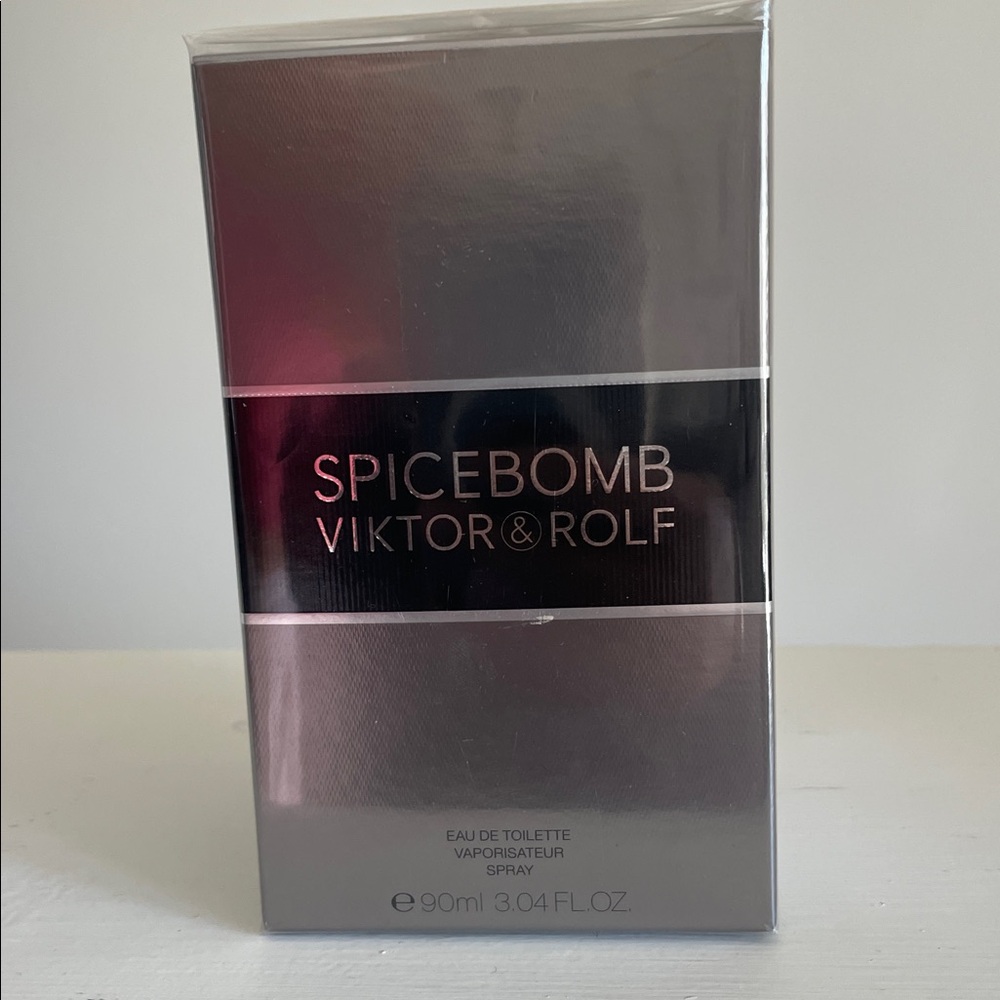 SPICEBOMB
VIKTOR & ROLF
EAU DE TOILETTE
VAPORISATEUR
SPRAY
℮ 90ml 3.04 FL.OZ.